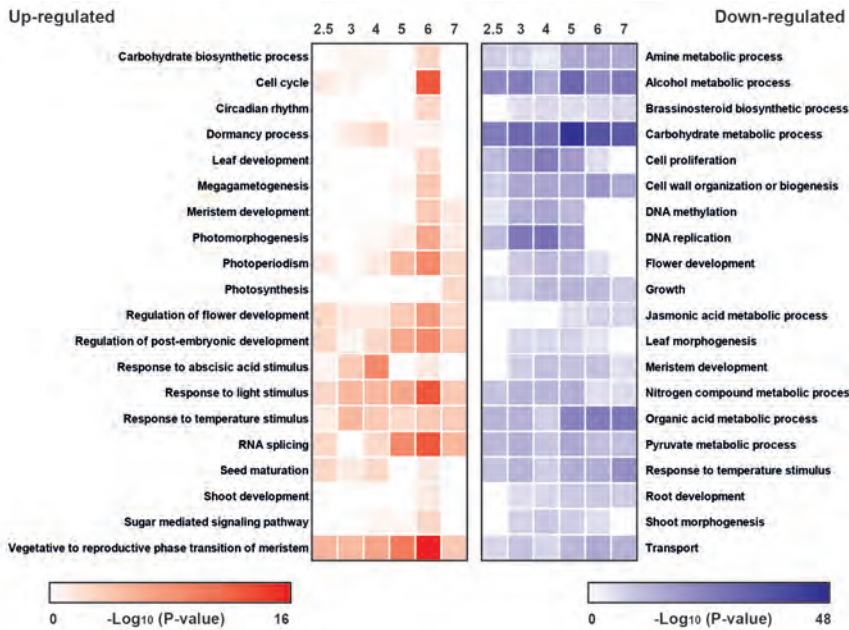 Up-regulated
Down-regulated
2.5 3 4 5 6 7
2.5 3 4 5 6 7
Carbohydrate biosynthetic process
Cell cycle
Circadian rhythm
Dormancy process
Leaf development
Megagametogenesis
Meristem development
Photomorphogenesis
Photoperiodism
Photosynthesis
Regulation of flower development
Regulation of post-embryonic development
Response to abscisic acid stimulus
Response to light stimulus
Response to temperature stimulus
RNA splicing
Seed maturation
Shoot development
Sugar mediated signaling pathway
Vegetative to reproductive phase transition of meristem
Amine metabolic process
Alcohol metabolic process
Brassinosteroid biosynthetic process
Carbohydrate metabolic process
Cell proliferation
Cell wall organization or biogenesis
DNA methylation
DNA replication
Flower development
Growth
Jasmonic acid metabolic process
Leaf morphogenesis
Meristem development
Nitrogen compound metabolic proces
Organic acid metabolic process
Pyruvate metabolic process
Response to temperature stimulus
Root development
Shoot morphogenesis
Transport
0 -Log10 (P-value) 16
0 -Log10 (P-value) 48